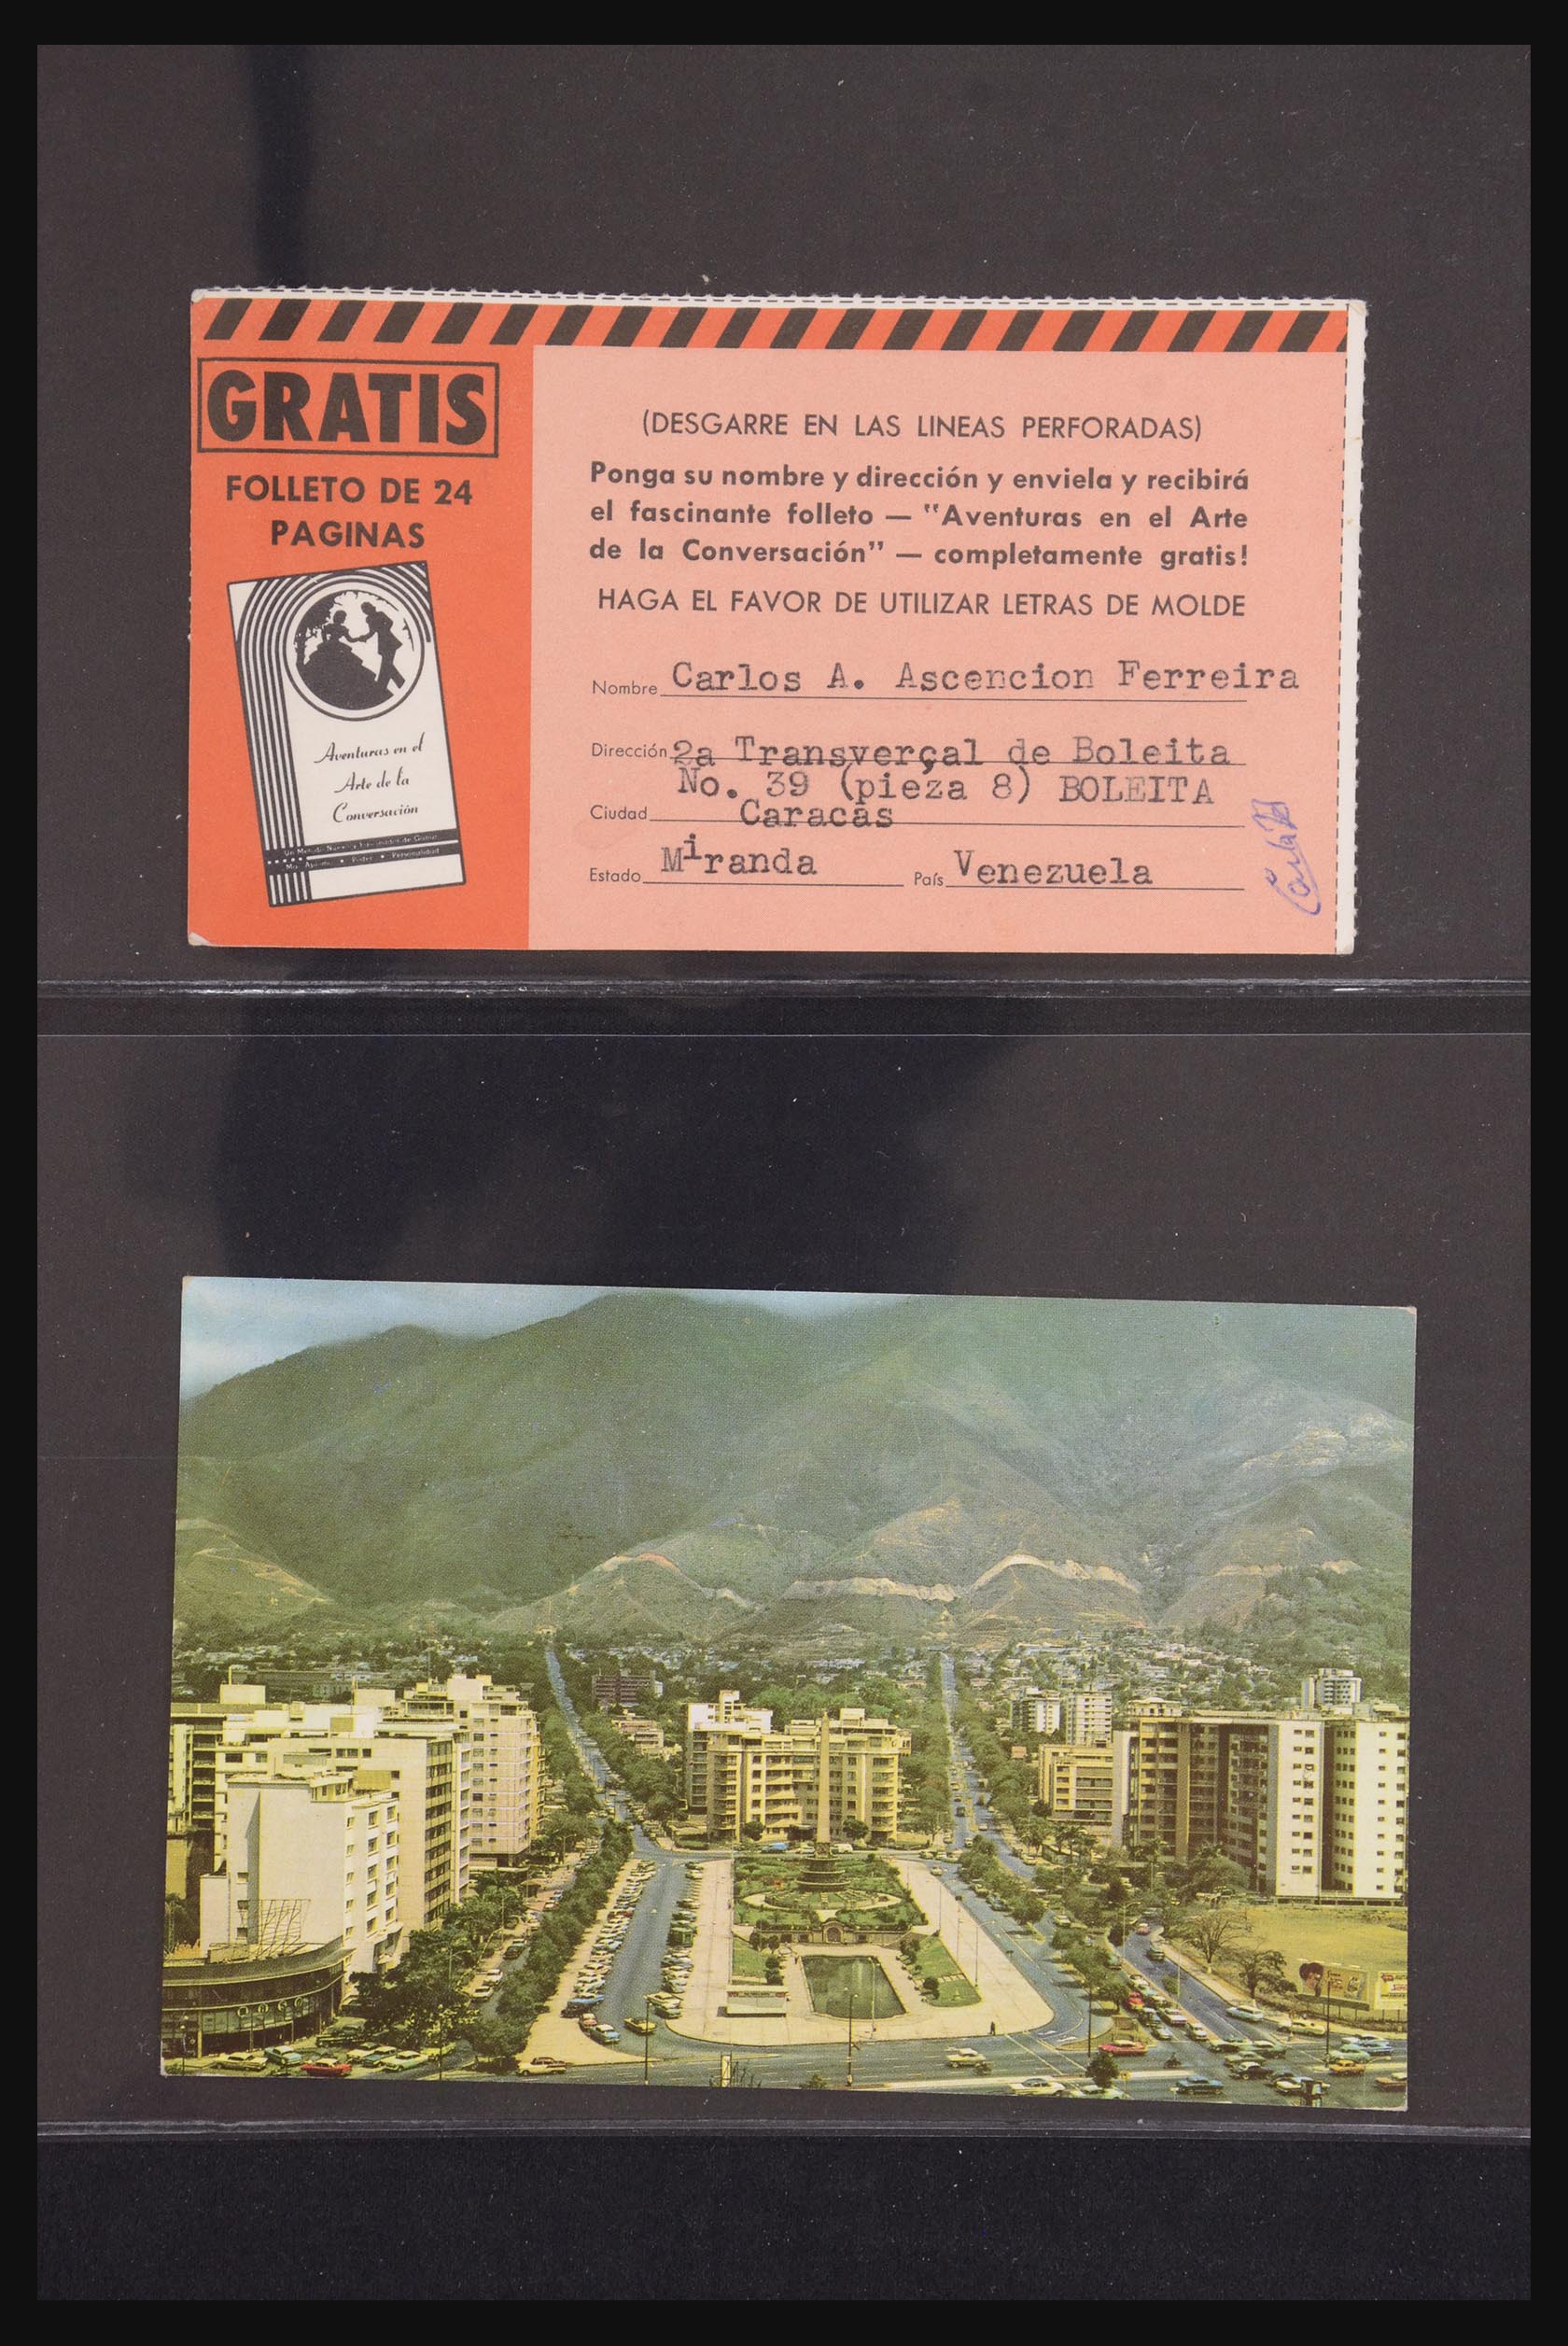 GRATIS
FOLLETO DE 24
PAGINAS
Aventuras en el
Arte de la
Conversación
(DESGARRE EN LAS LINEAS PERFORADAS)
Ponga su nombre y dirección y enviela y recibirá
el fascinante folleto — "Aventuras en el Arte
de la Conversación" — completamente gratis!
HAGA EL FAVOR DE UTILIZAR LETRAS DE MOLDE
Nombre Carlos A. Ascencion Ferreira
Dirección 2a Transverçal de Boleita
No. 39 (pieza 8) BOLEITA
Ciudad Caracas
Estado Miranda País Venezuela